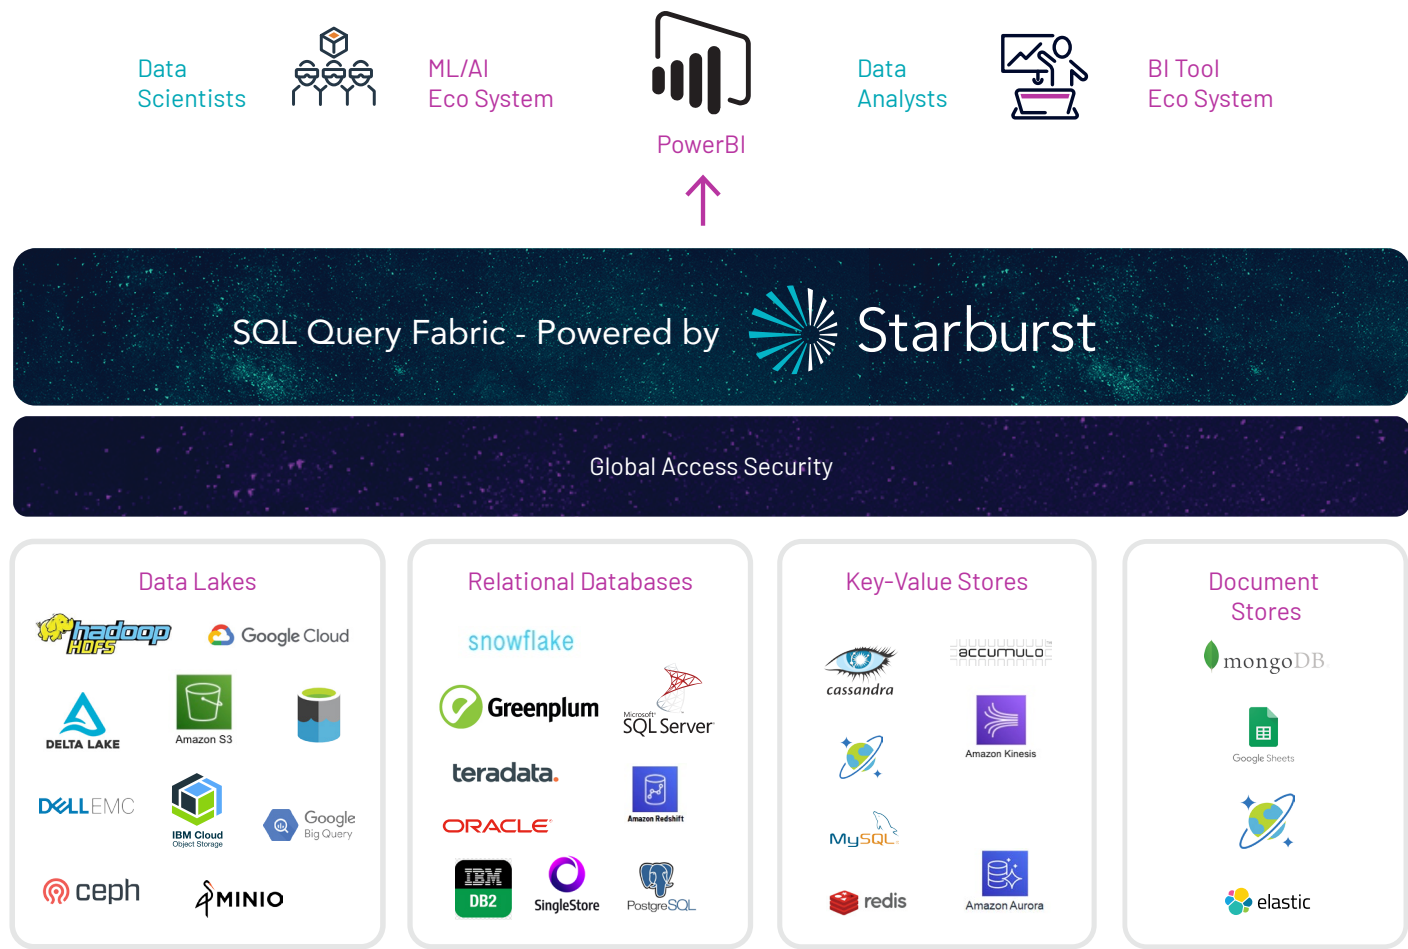 Data
Scientists
ML/AI
Eco System
PowerBI
Data
Analysts
BI Tool
Eco System
SQL Query Fabric - Powered by Starburst
Global Access Security
Data Lakes
hadoop
HDFS
Google Cloud
DELTA LAKE
Amazon S3
DELLEMC
IBM Cloud
Object Storage
Google
Big Query
ceph
MINIO
Relational Databases
snowflake
Greenplum
Microsoft®
SQL Server®
teradata.
Amazon Redshift
ORACLE®
IBM
DB2
SingleStore
PostgreSQL
Key-Value Stores
cassandra
accumulo™
Amazon Kinesis
MySQL®
redis
Amazon Aurora
Document
Stores
mongoDB
Google Sheets
elastic